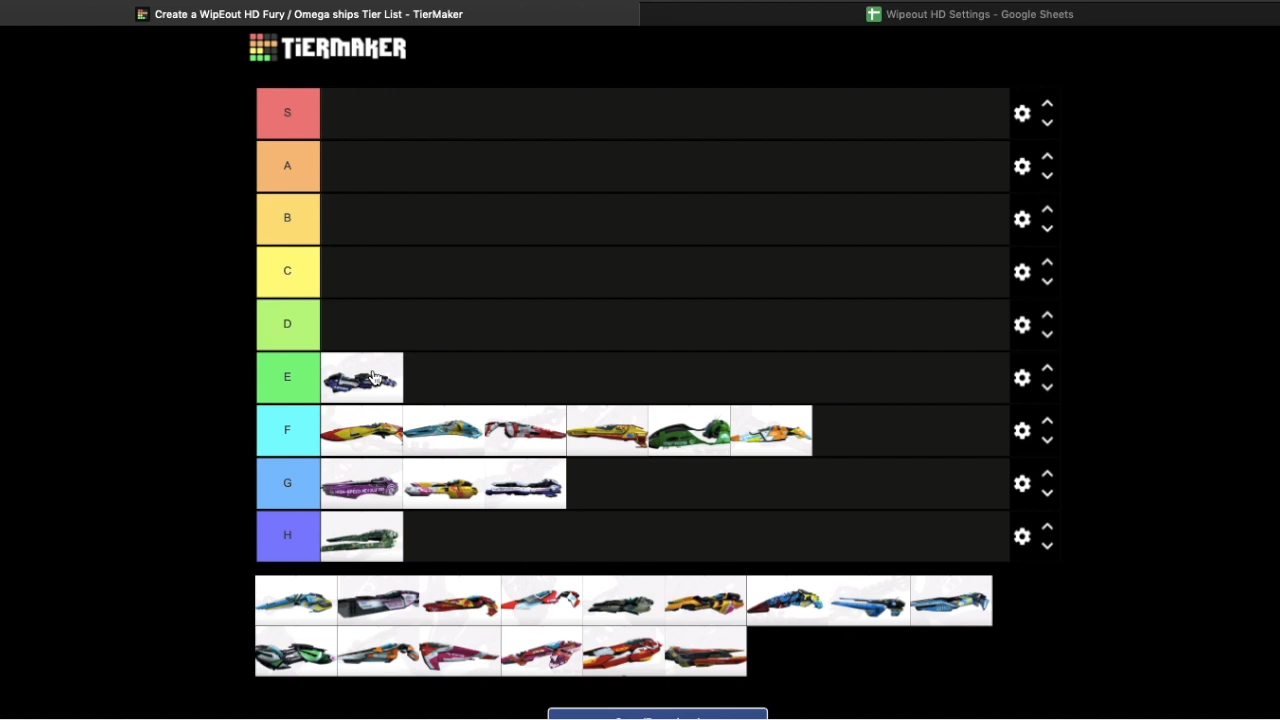 Create a WipEout HD Fury / Omega ships Tier List - TierMaker
Wipeout HD Settings - Google Sheets
TiERMAKER
S
A
B
C
D
E
F
G
H